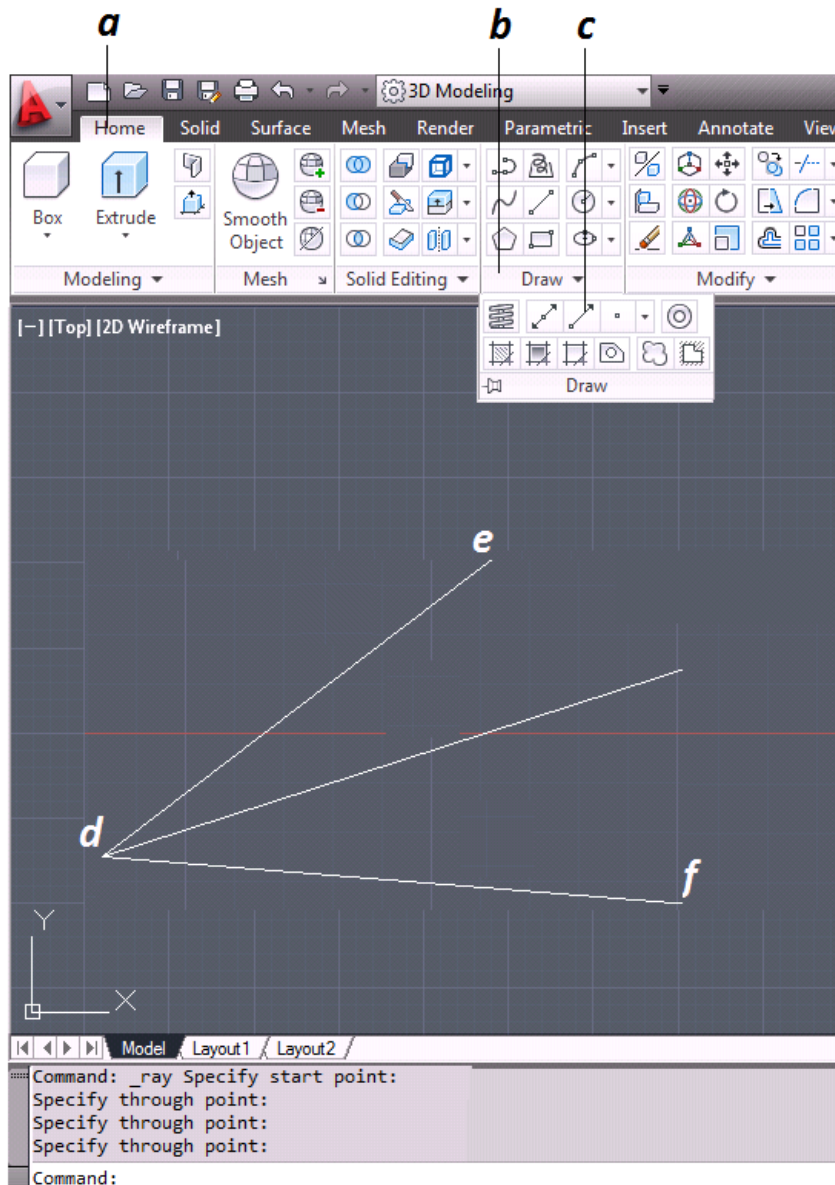 a b c
3D Modeling
Home Solid Surface Mesh Render Parametric Insert Annotate View
Box Extrude Smooth
Object
Modeling Mesh Solid Editing Draw Modify
[−] [Top] [2D Wireframe]
Draw
e
d
f
Y
X
Model Layout1 Layout2
Command: _ray Specify start point:
Specify through point:
Specify through point:
Specify through point:
Command: